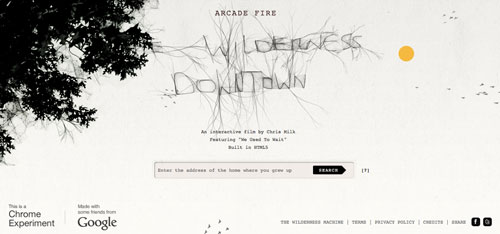 ARCADE FIRE
THE WILDERNESS
DOWNTOWN
An interactive film by Chris Milk
Featuring "We Used To Wait"
Built in HTML5
Enter the address of the home where you grew up
SEARCH
[?]
This is a
Chrome
Experiment
Made with
some friends from
Google
THE WILDERNESS MACHINE | TERMS | PRIVACY POLICY | CREDITS | SHARE